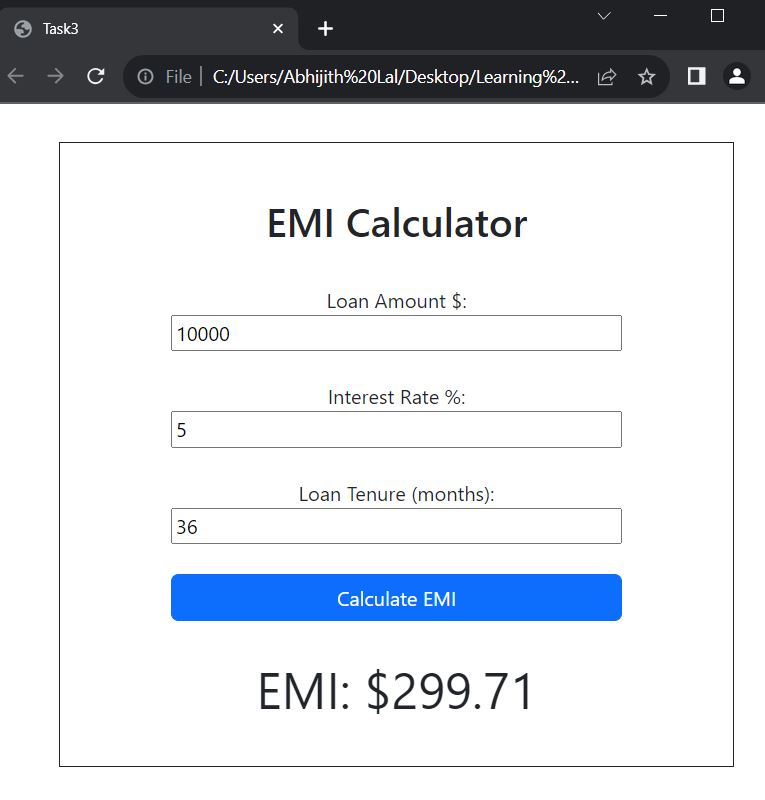 Task3
File
C:/Users/Abhijith%20Lal/Desktop/Learning%2...
EMI Calculator
Loan Amount $:
10000
Interest Rate %:
5
Loan Tenure (months):
36
Calculate EMI
EMI: $299.71